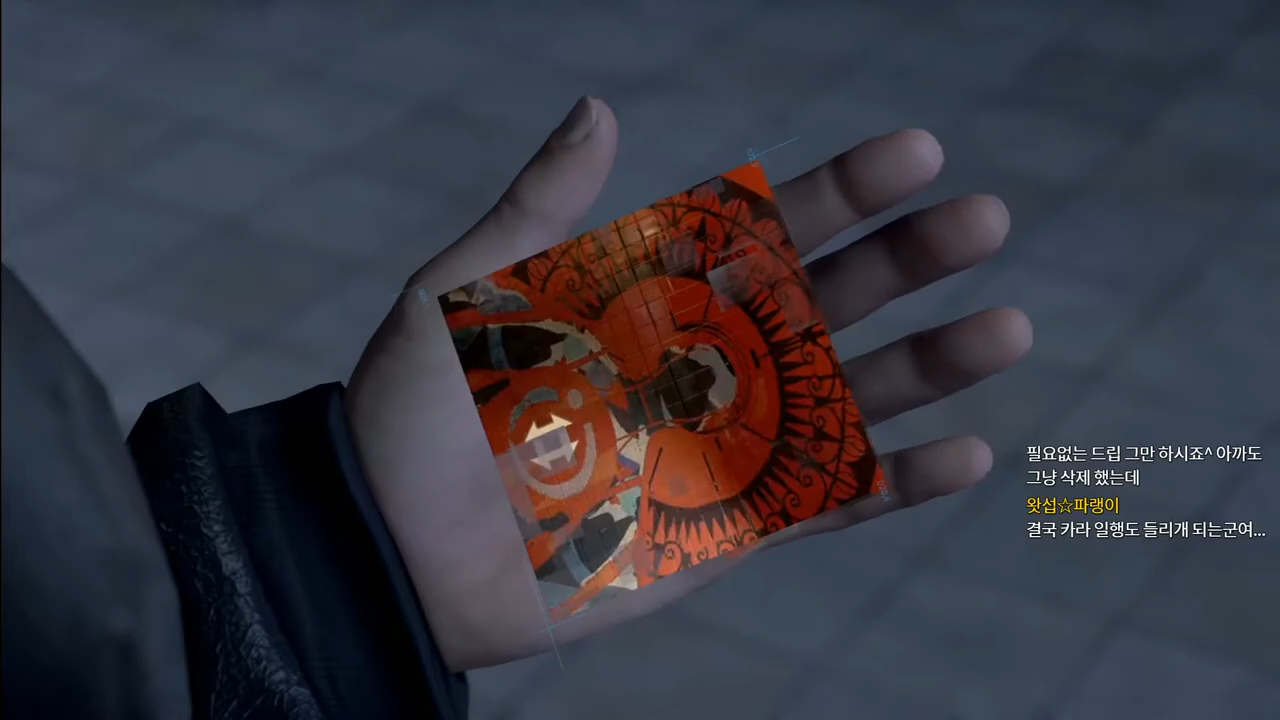 필요없는 드립 그만 하시죠^ 아까도
그냥 삭제 했는데
왓섭☆파랭이
결국 카라 일행도 들리개 되는군여...